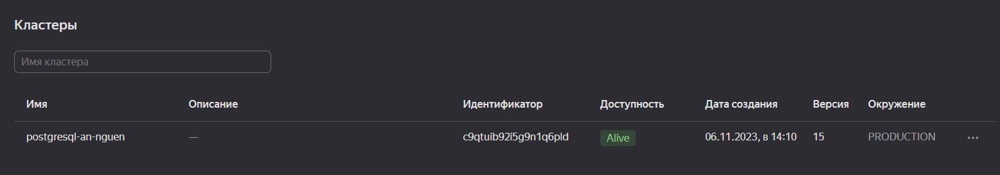 Кластеры
Имя кластера
Имя Описание Идентификатор Доступность Дата создания Версия Окружение
postgresql-an-nguen — c9qtuib92i5g9n1q6pld Alive 06.11.2023, в 14:10 15 PRODUCTION ···